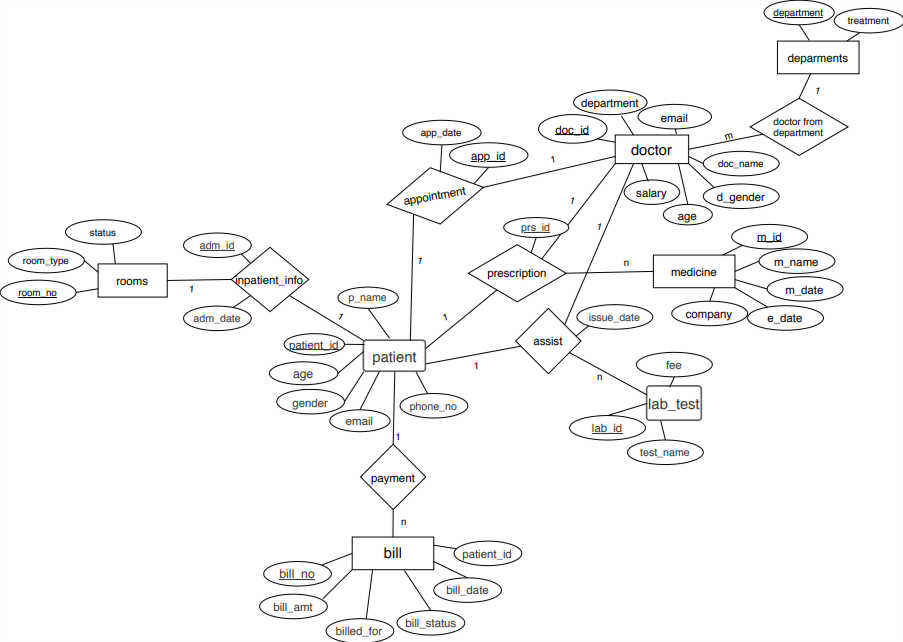 department
treatment
deparments
1
doctor from
department
m
department
email
doc_id
doctor
doc_name
salary
d_gender
age
app_date
app_id
1
appointment
1
1
1
prs_id
prescription
n
medicine
m_id
m_name
m_date
company
e_date
status
room_type
room_no
rooms
1
adm_id
inpatient_info
adm_date
1
p_name
1
patient_id
patient
age
gender
email
phone_no
1
assist
issue_date
n
fee
lab_test
lab_id
test_name
1
payment
n
bill
patient_id
bill_no
bill_date
bill_amt
billed_for
bill_status